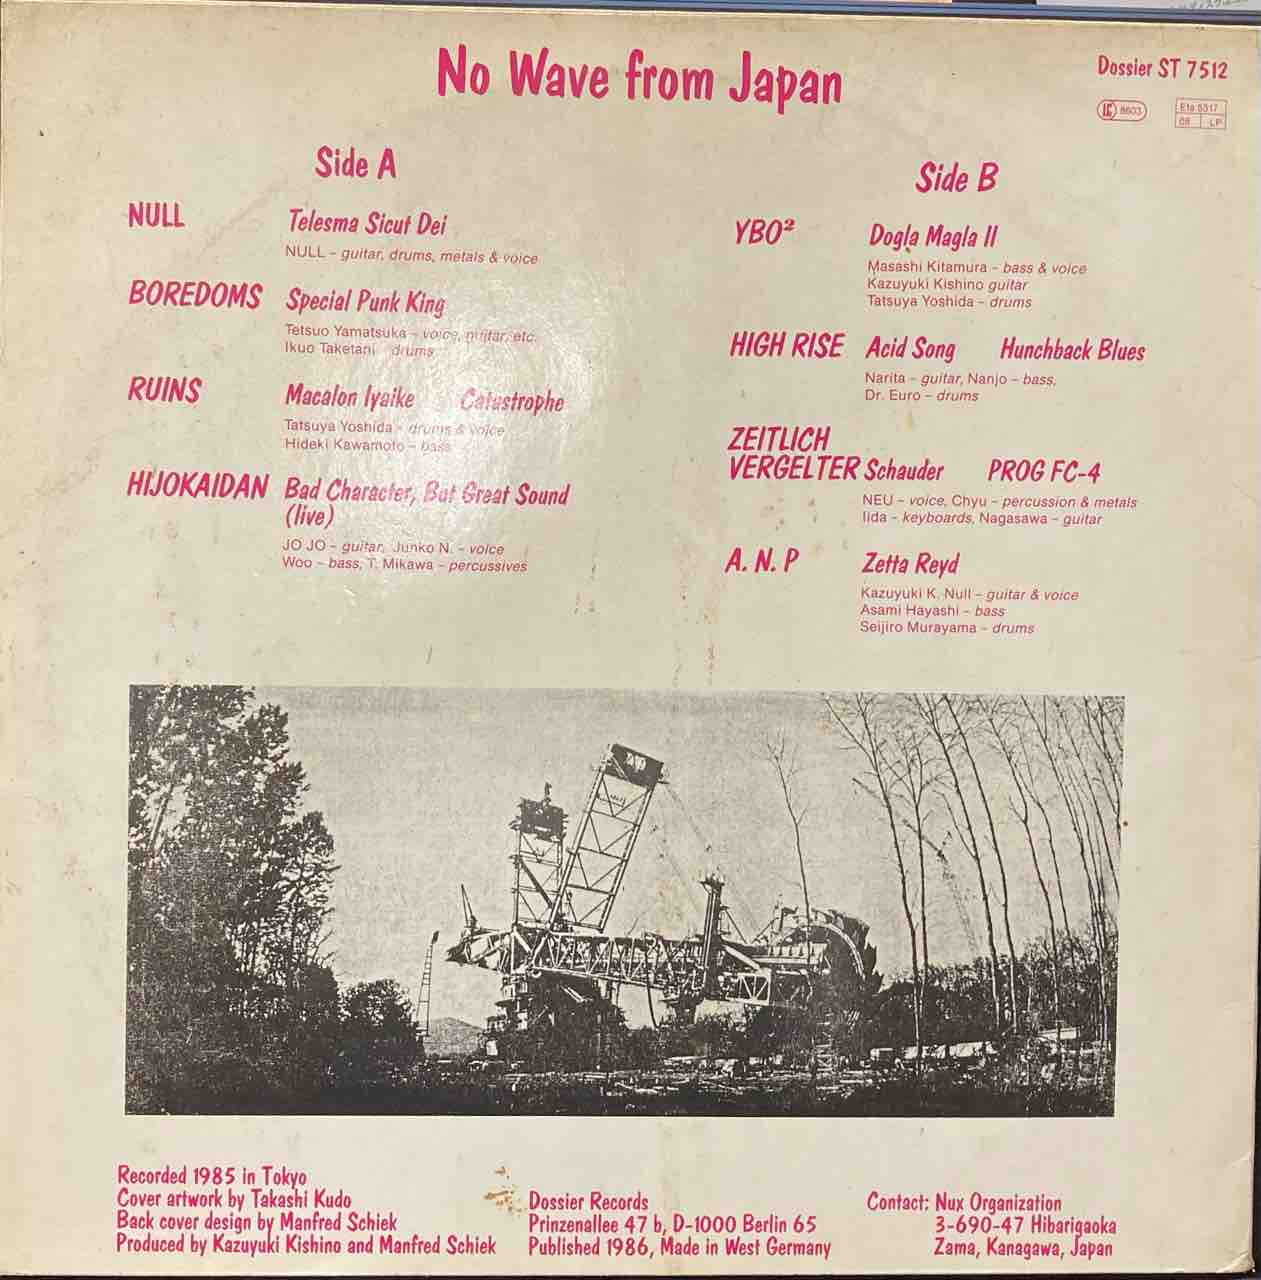 No Wave from Japan
Dossier ST 7512
LC 8603
Efa 5317
08 LP
Side A
NULL Telesma Sicut Dei
NULL – guitar, drums, metals & voice
BOREDOMS Special Punk King
Tetsuo Yamatsuka – voice, guitar, etc.
Ikuo Taketani – drums
RUINS Macalon Iyaike Catastrophe
Tatsuya Yoshida – drums & voice
Hideki Kawamoto – bass
HIJOKAIDAN Bad Character, But Great Sound
(live)
JO JO – guitar, Junko N. – voice
Woo – bass, T. Mikawa – percussives
Side B
YBO² Dogla Magla II
Masashi Kitamura – bass & voice
Kazuyuki Kishino guitar
Tatsuya Yoshida – drums
HIGH RISE Acid Song Hunchback Blues
Narita – guitar, Nanjo – bass,
Dr. Euro – drums
ZEITLICH
VERGELTER Schauder PROG FC-4
NEU – voice, Chyu – percussion & metals
Iida – keyboards, Nagasawa – guitar
A. N. P Zetta Reyd
Kazuyuki K. Null – guitar & voice
Asami Hayashi – bass
Seijiro Murayama – drums
Recorded 1985 in Tokyo
Cover artwork by Takashi Kudo
Back cover design by Manfred Schiek
Produced by Kazuyuki Kishino and Manfred Schiek
Dossier Records
Prinzenallee 47 b, D-1000 Berlin 65
Published 1986, Made in West Germany
Contact: Nux Organization
3-690-47 Hibarigaoka
Zama, Kanagawa, Japan